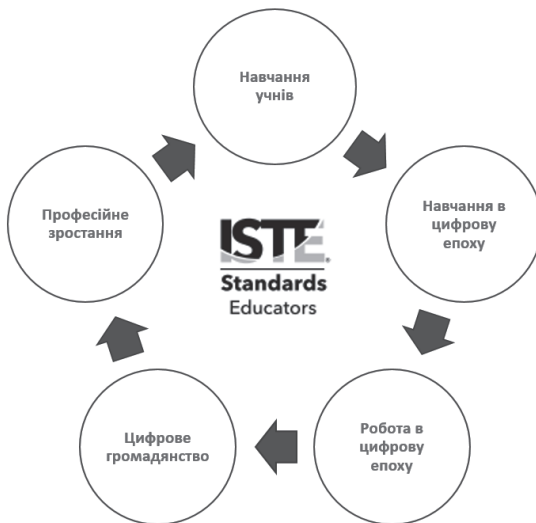 Навчання
учнів
Навчання в
цифрову
епоху
Робота в
цифрову
епоху
Цифрове
громадянство
Професійне
зростання
ISTE®
Standards
Educators